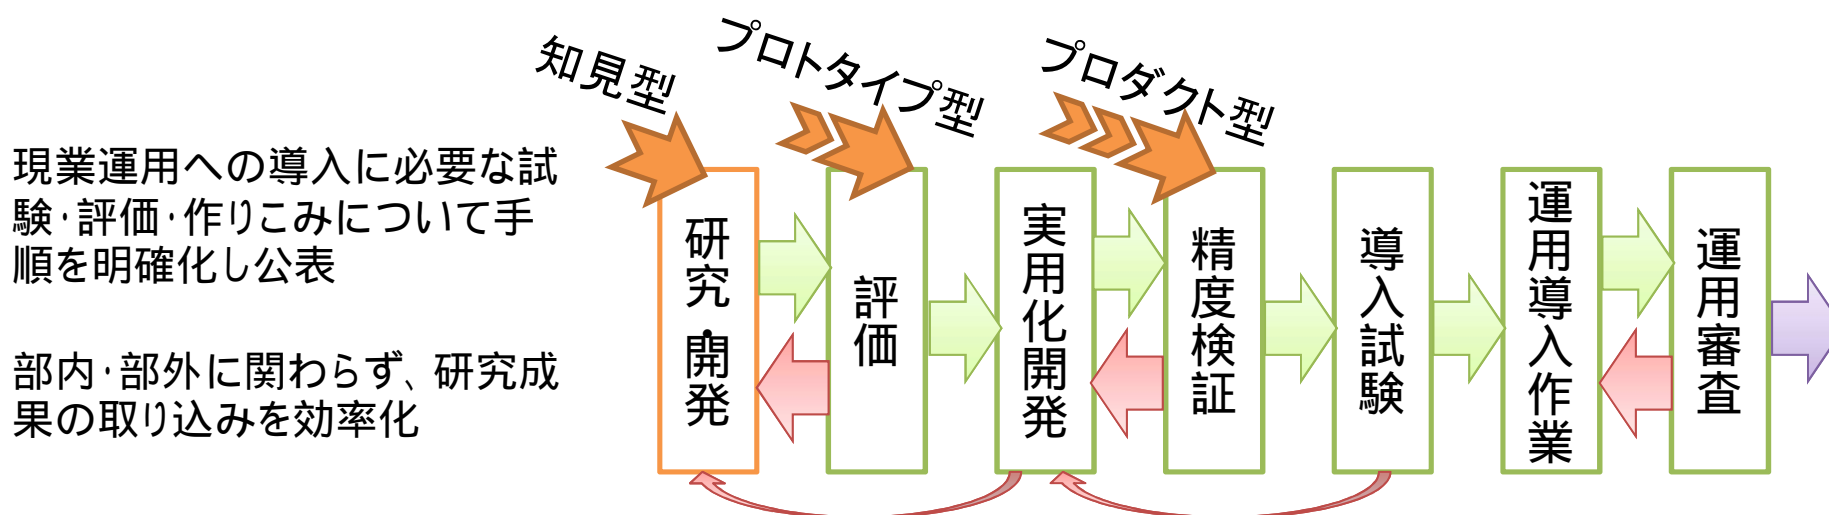 知見型
プロトタイプ型
プロダクト型
現業運用への導入に必要な試
験・評価・作りこみについて手
順を明確化し公表
部内・部外に関わらず、研究成
果の取り込みを効率化
研究・開発
評価
実用化開発
精度検証
導入試験
運用導入作業
運用審査